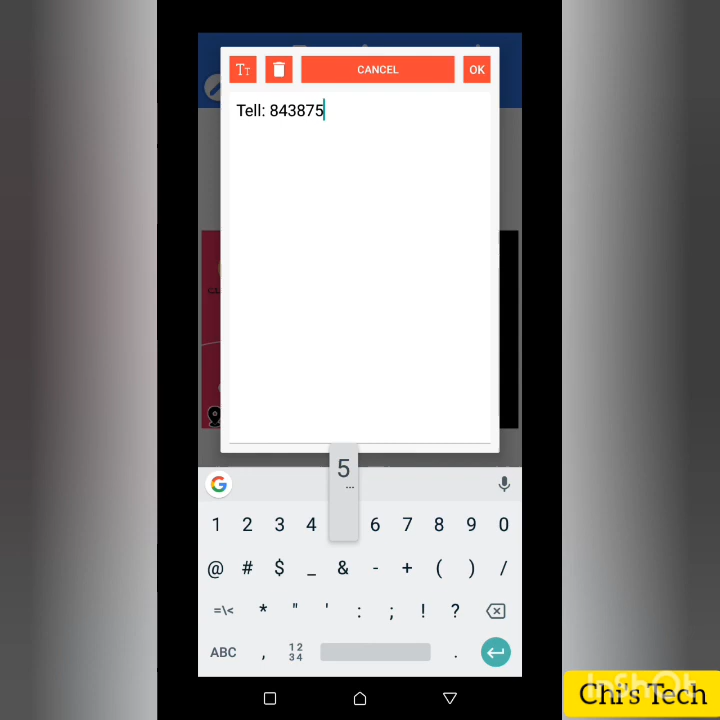 TT CANCEL OK
Tell: 843875
5
...
G
1 2 3 4 6 7 8 9 0
@ # $ _ & - + ( ) /
=\< * " ' : ; ! ?
ABC , 12 34 .
InShOt
Chi's Tech